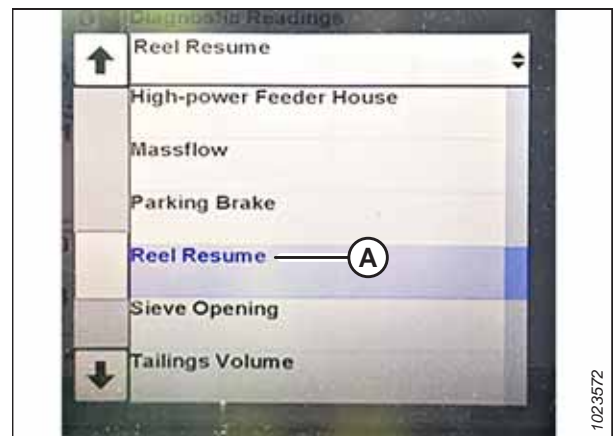 Diagnostic Readings
Reel Resume
High-power Feeder House
Massflow
Parking Brake
Reel Resume
A
Sieve Opening
Tailings Volume
1023572